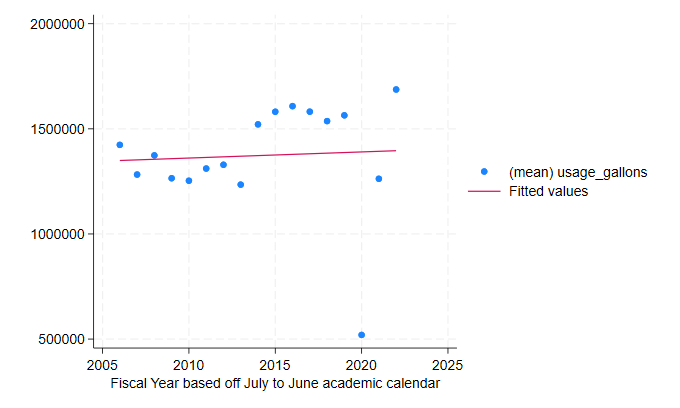 2000000
1500000
1000000
500000
2005 2010 2015 2020 2025
Fiscal Year based off July to June academic calendar
(mean) usage_gallons
Fitted values